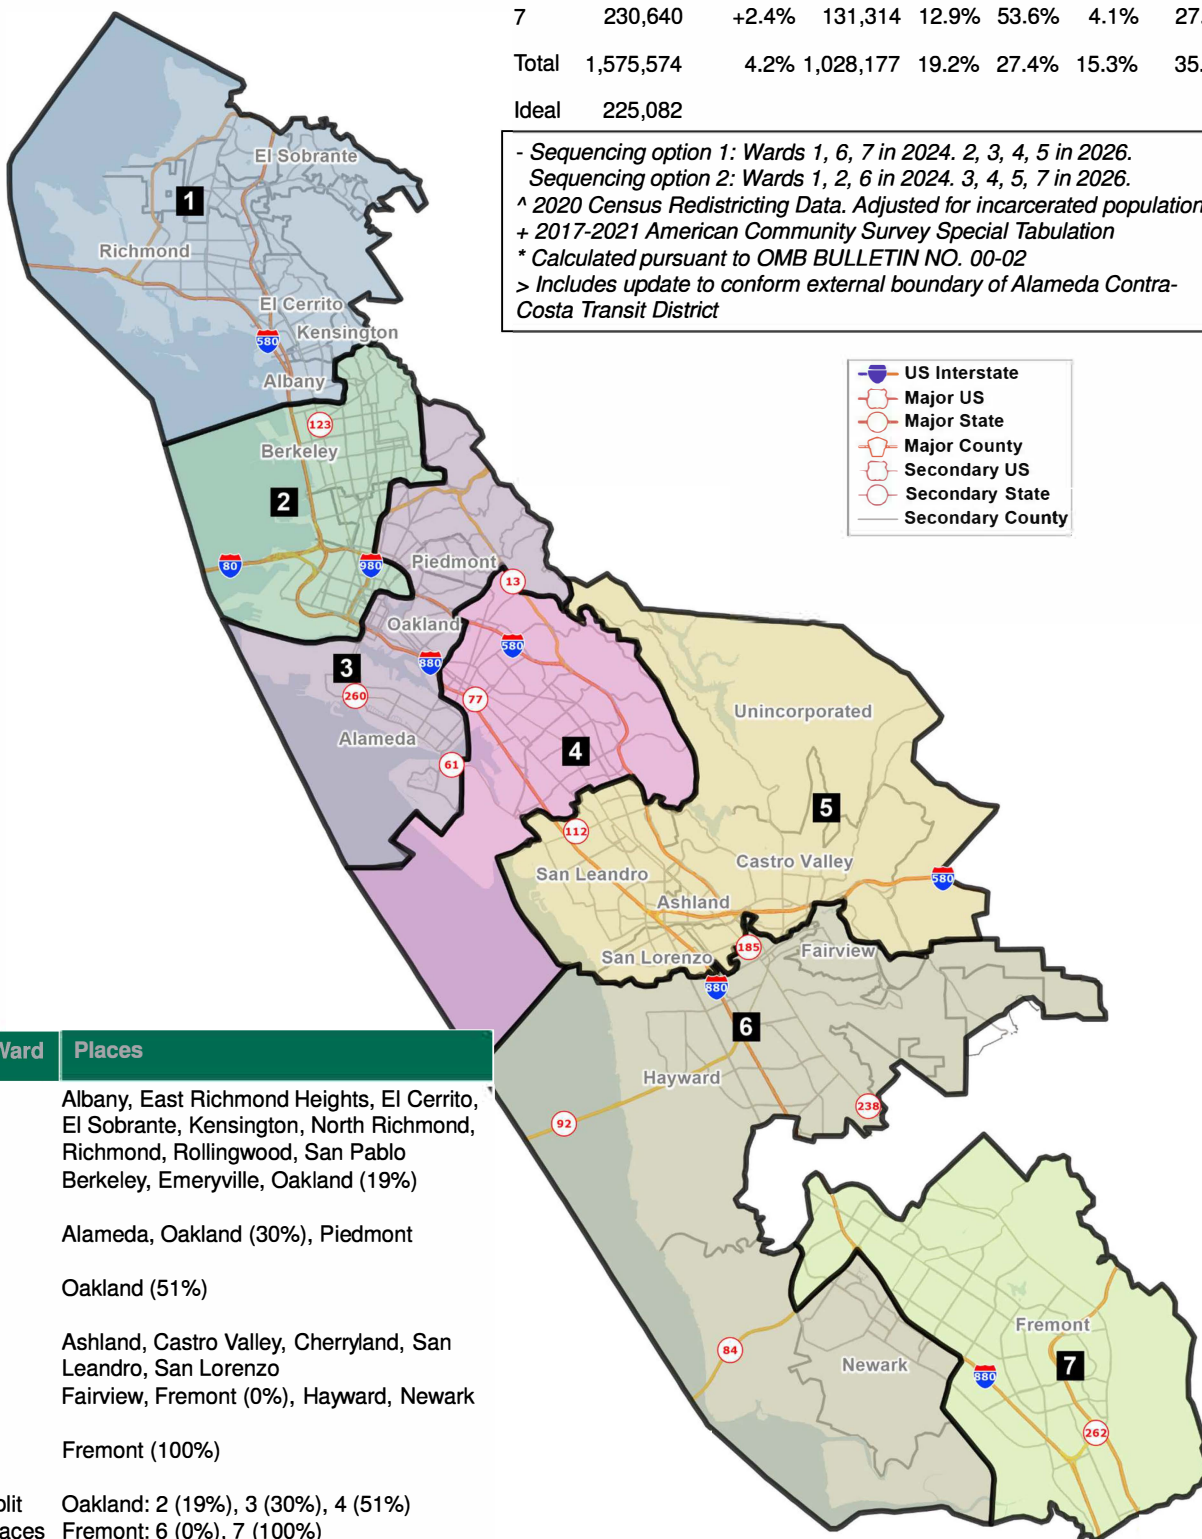 7 230,640 +2.4% 131,314 12.9% 53.6% 4.1% 27.
Total 1,575,574 4.2% 1,028,177 19.2% 27.4% 15.3% 35.
Ideal 225,082
- Sequencing option 1: Wards 1, 6, 7 in 2024. 2, 3, 4, 5 in 2026.
Sequencing option 2: Wards 1, 2, 6 in 2024. 3, 4, 5, 7 in 2026.
^ 2020 Census Redistricting Data. Adjusted for incarcerated population
+ 2017-2021 American Community Survey Special Tabulation
* Calculated pursuant to OMB BULLETIN NO. 00-02
> Includes update to conform external boundary of Alameda Contra-
Costa Transit District
US Interstate
Major US
Major State
Major County
Secondary US
Secondary State
Secondary County
El Sobrante
1
Richmond
El Cerrito
Kensington
580
Albany
123
Berkeley
2
80
980
Piedmont
13
Oakland
580
880
3
260
77
Alameda
61
4
Unincorporated
5
112
Castro Valley
San Leandro
580
Ashland
185
Fairview
San Lorenzo
880
6
Hayward
238
92
84
Newark
Fremont
7
880
262
Ward Places
Albany, East Richmond Heights, El Cerrito,
El Sobrante, Kensington, North Richmond,
Richmond, Rollingwood, San Pablo
Berkeley, Emeryville, Oakland (19%)
Alameda, Oakland (30%), Piedmont
Oakland (51%)
Ashland, Castro Valley, Cherryland, San
Leandro, San Lorenzo
Fairview, Fremont (0%), Hayward, Newark
Fremont (100%)
plit Oakland: 2 (19%), 3 (30%), 4 (51%)
aces Fremont: 6 (0%), 7 (100%)